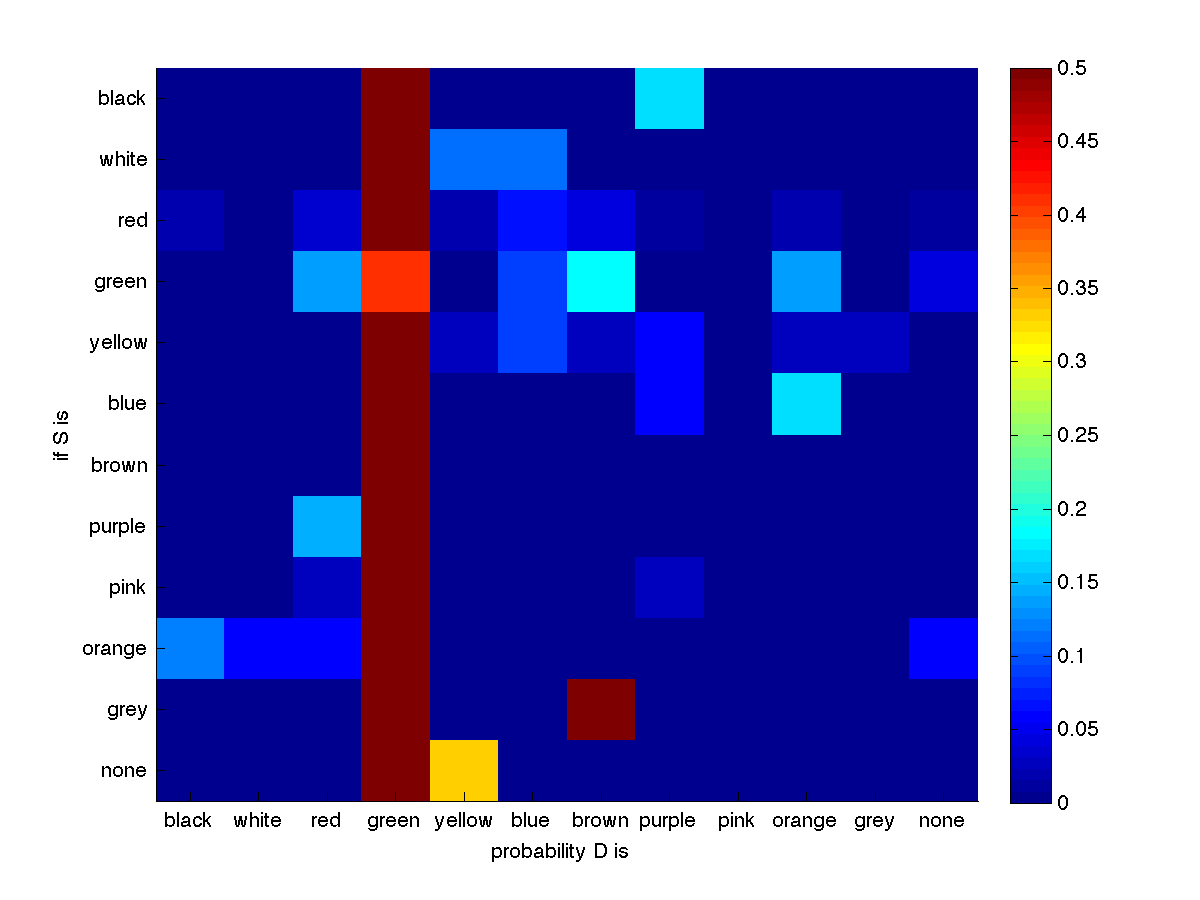 black
white
red
green
yellow
blue
brown
purple
pink
orange
grey
none
if S is
black white red green yellow blue brown purple pink orange grey none
probability D is
0.5
0.45
0.4
0.35
0.3
0.25
0.2
0.15
0.1
0.05
0